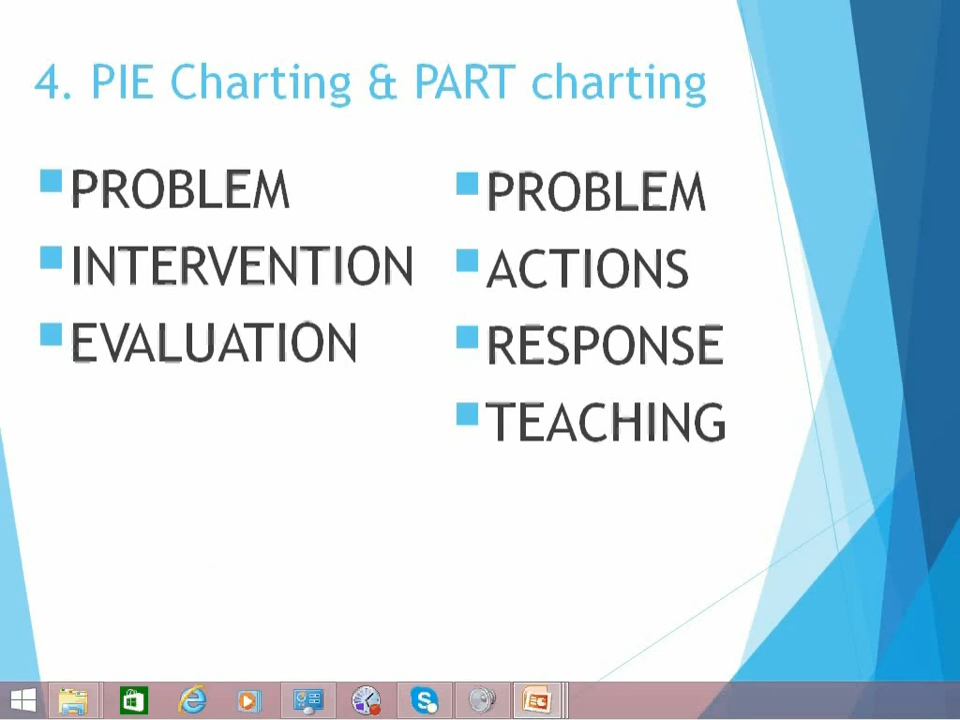 4. PIE Charting & PART charting
PROBLEM
INTERVENTION
EVALUATION
PROBLEM
ACTIONS
RESPONSE
TEACHING